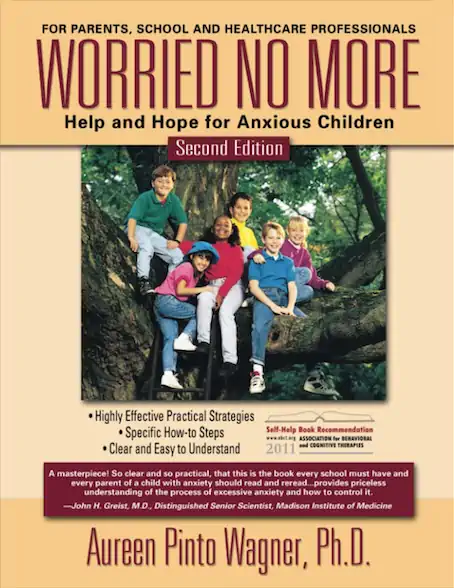 FOR PARENTS, SCHOOL AND HEALTHCARE PROFESSIONALS
WORRIED NO MORE
Help and Hope for Anxious Children
Second Edition
• Highly Effective Practical Strategies
• Specific How-to Steps
• Clear and Easy to Understand
Self-Help Book Recommendation
www.abct.org ASSOCIATION for BEHAVIORAL
and COGNITIVE THERAPIES
2011
A masterpiece! So clear and so practical, that this is the book every school must have and
every parent of a child with anxiety should read and reread...provides priceless
understanding of the process of excessive anxiety and how to control it.
—John H. Greist, M.D., Distinguished Senior Scientist, Madison Institute of Medicine
Aureen Pinto Wagner, Ph.D.